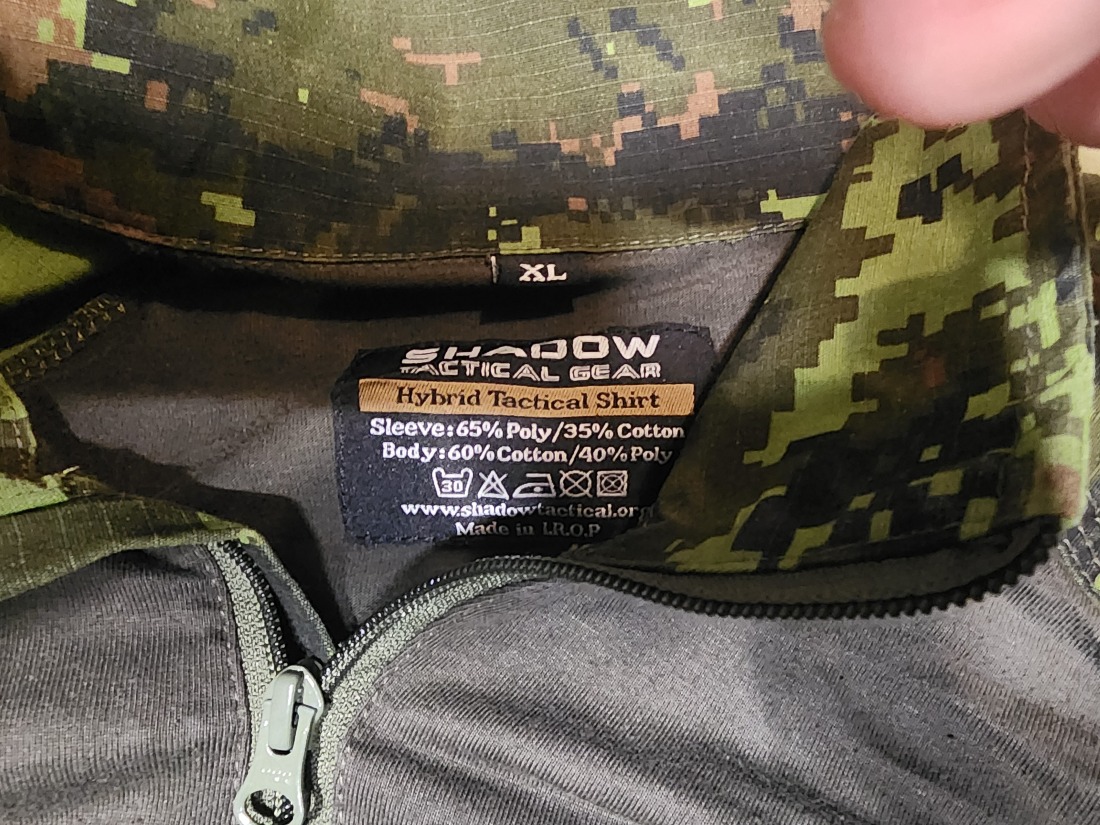 XL
SHADOW
TACTICAL GEAR
Hybrid Tactical Shirt
Sleeve:65% Poly/35% Cotton
Body:60%Cotton/40% Poly
30
www.shadowtactical.org
Made in I.R.O.P